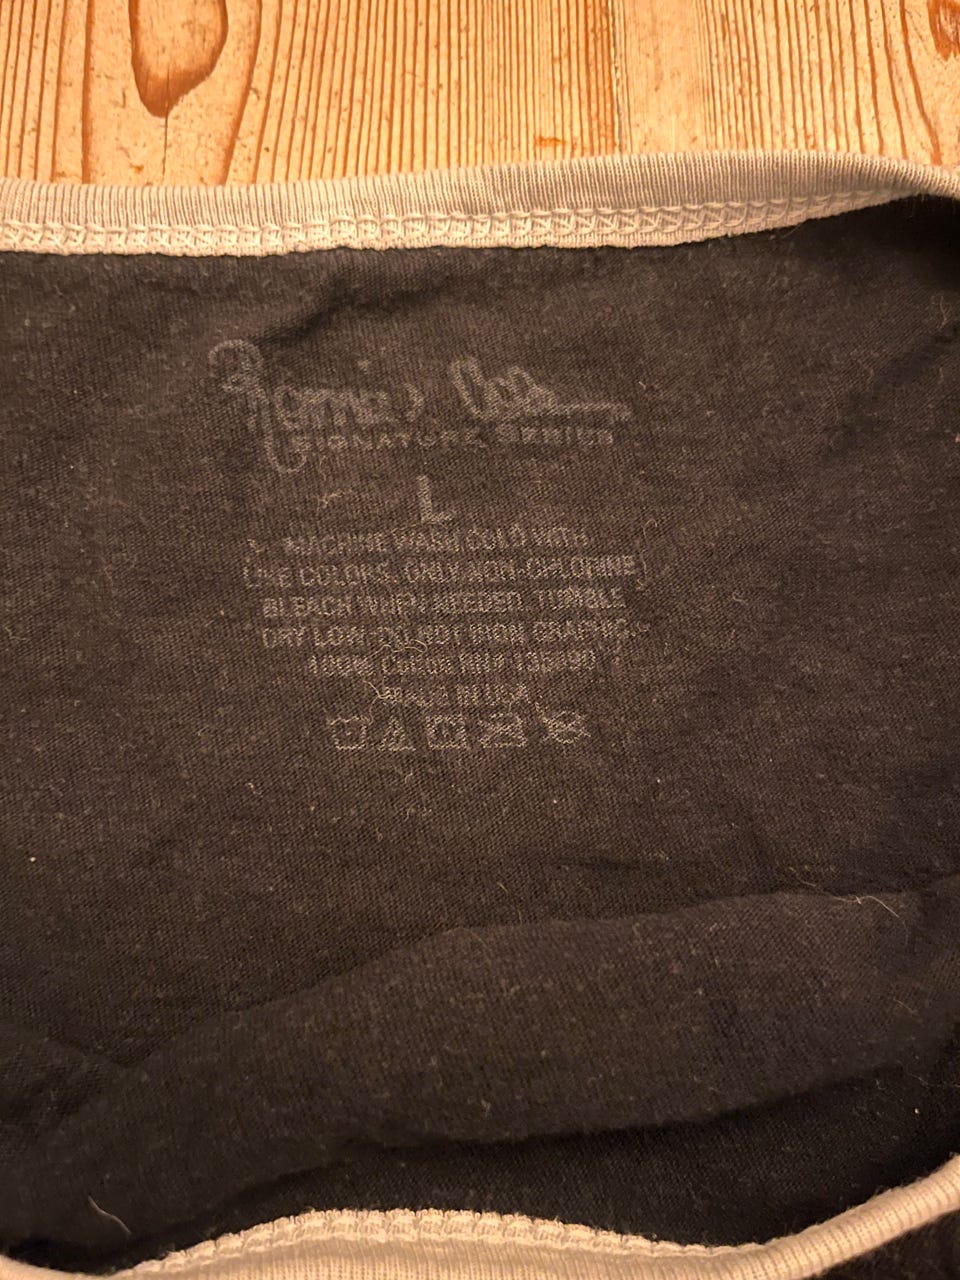 SIGNATURE SERIES
L
MACHINE WASH COLD WITH
LIKE COLORS. ONLY NON-CHLORINE
BLEACH WHEN NEEDED. TUMBLE
DRY LOW. DO NOT IRON GRAPHIC.
100% Cotton RN#
MADE IN USA